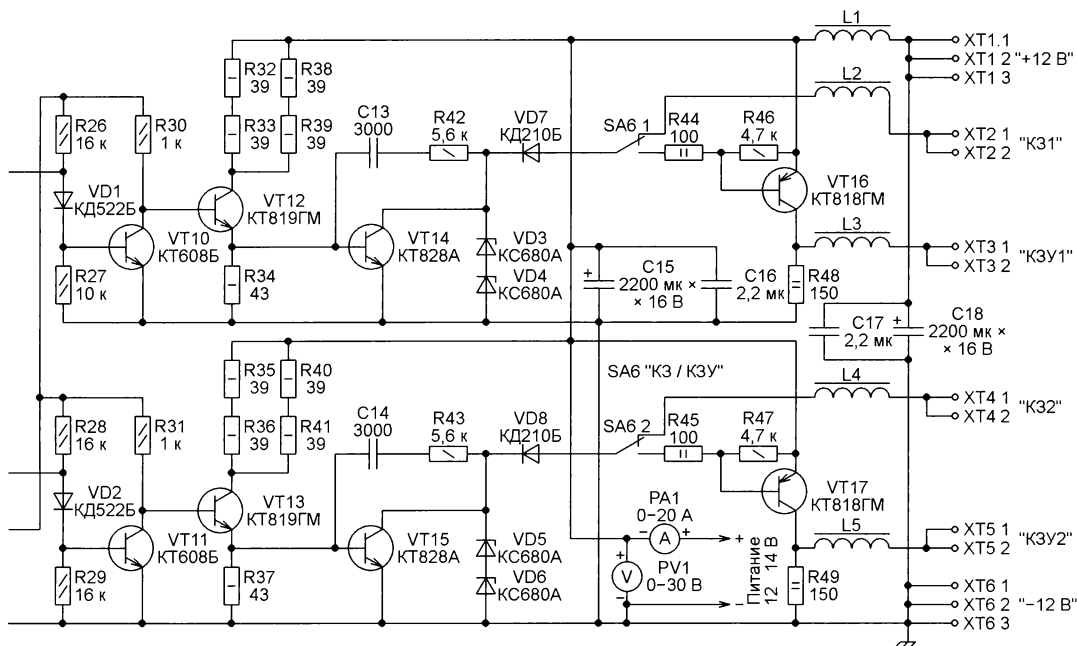 L1
XT1.1
XT1 2 "+12 В"
XT1 3
R32
39
R38
39
L2
R26
16 к
R30
1 к
R33
39
R39
39
C13
3000
R42
5,6 к
VD7
КД210Б
SA6 1
R44
100
R46
4,7 к
XT2 1
XT2 2
"КЗ1"
VD1
КД522Б
VT12
КТ819ГМ
VT16
КТ818ГМ
VT10
КТ608Б
VT14
КТ828А
VD3
КС680А
VD4
КС680А
L3
XT3 1
XT3 2
"КЗУ1"
R27
10 к
R34
43
+
C15
2200 мк ×
× 16 В
C16
2,2 мк
R48
150
C17
2,2 мк
+
C18
2200 мк ×
× 16 В
R35
39
R40
39
SA6 "КЗ / КЗУ"
L4
XT4 1
XT4 2
"КЗ2"
R28
16 к
R31
1 к
R36
39
R41
39
C14
3000
R43
5,6 к
VD8
КД210Б
SA6 2
R45
100
R47
4,7 к
VD2
КД522Б
VT13
КТ819ГМ
VT17
КТ818ГМ
VT11
КТ608Б
VT15
КТ828А
VD5
КС680А
VD6
КС680А
PA1
0–20 А
− A +
+
V
−
PV1
0–30 В
+
Питание
12 14 В
−
L5
XT5 1
XT5 2
"КЗУ2"
R29
16 к
R37
43
R49
150
XT6 1
XT6 2 "−12 В"
XT6 3